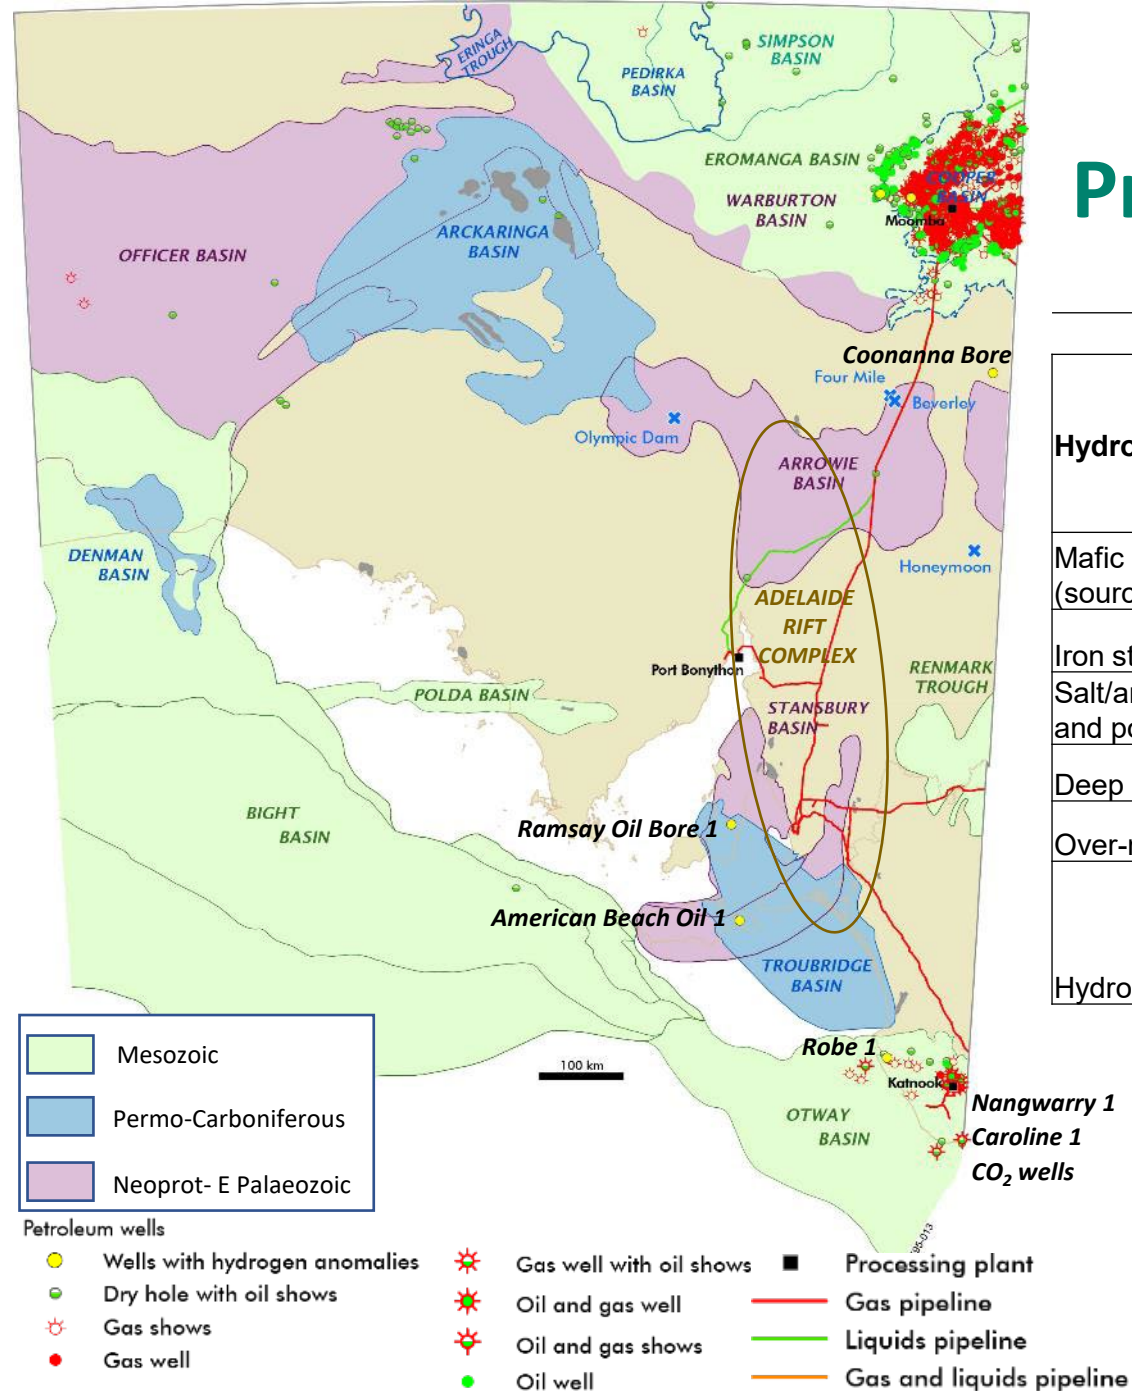 ERINGA
TROUGH
SIMPSON
BASIN
PEDIRKA
BASIN
EROMANGA BASIN
COOPER
BASIN
WARBURTON
BASIN
Moomba
Pr
ARCKARINGA
BASIN
OFFICER BASIN
Coonanna Bore
Four Mile
Beverley
Olympic Dam
Hydro
ARROWIE
BASIN
DENMAN
BASIN
Honeymoon
Mafic
(sourc
ADELAIDE
RIFT
COMPLEX
Iron st
Port Bonython
RENMARK
TROUGH
POLDA BASIN
Salt/ar
and po
STANSBURY
BASIN
Deep
BIGHT
BASIN
Ramsay Oil Bore 1
Over-r
American Beach Oil 1
TROUBRIDGE
BASIN
Hydro
Robe 1
100 km
Katnook
Nangwarry 1
Caroline 1
CO₂ wells
OTWAY
BASIN
Mesozoic
Permo-Carboniferous
Neoprot- E Palaeozoic
95-013
Petroleum wells
Wells with hydrogen anomalies
Dry hole with oil shows
Gas shows
Gas well
Gas well with oil shows
Oil and gas well
Oil and gas shows
Oil well
Processing plant
Gas pipeline
Liquids pipeline
Gas and liquids pipeline